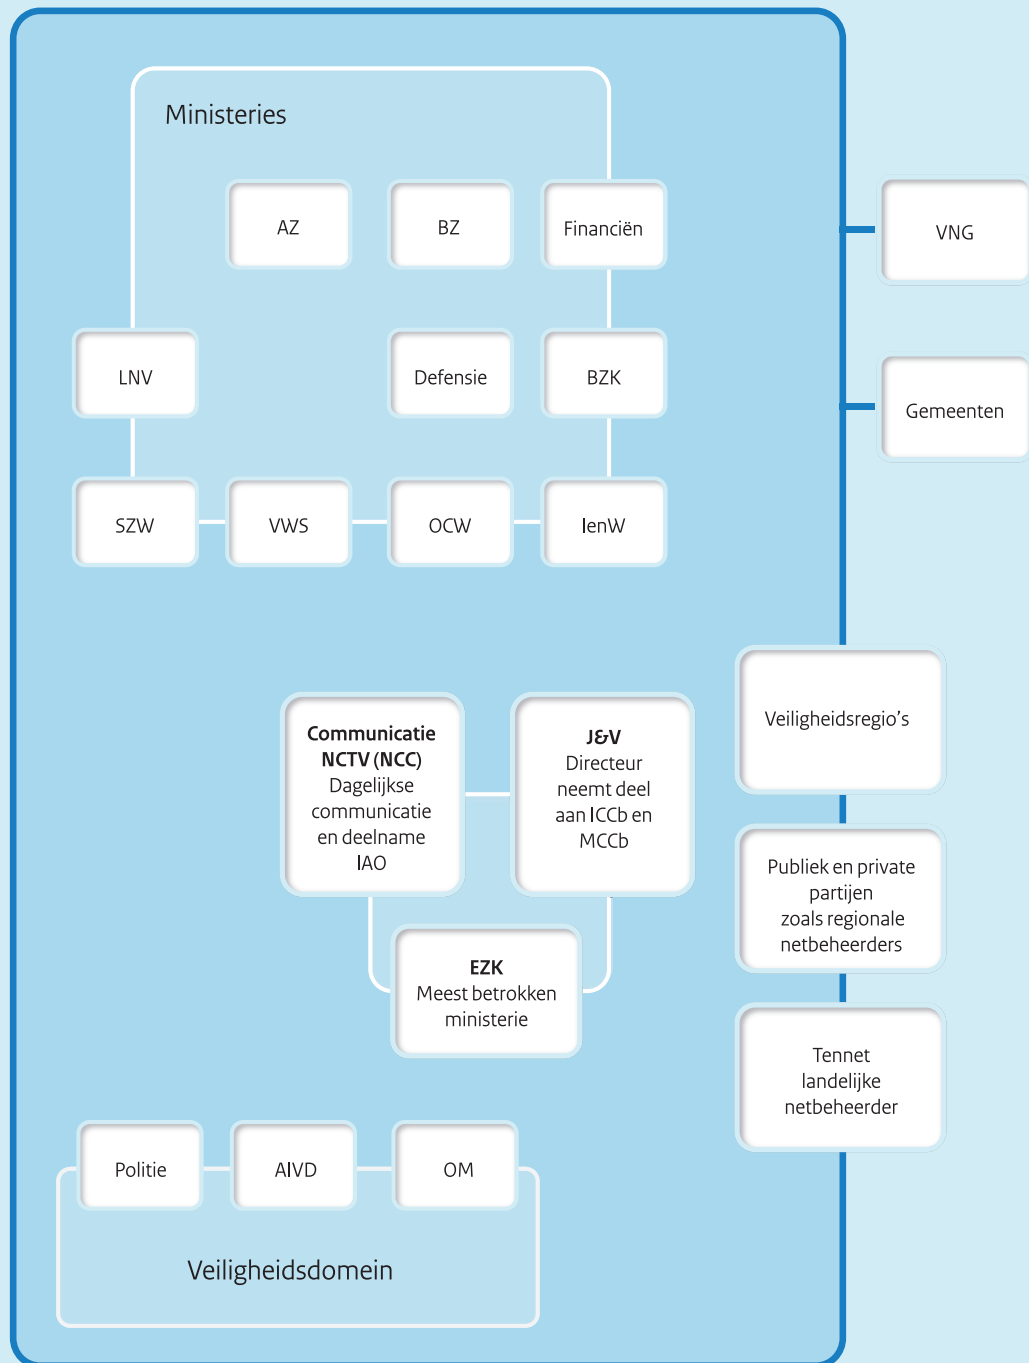 Ministeries
AZ
BZ
Financiën
VNG
LNV
Defensie
BZK
Gemeenten
SZW
VWS
OCW
IenW
Communicatie
NCTV (NCC)
Dagelijkse
communicatie
en deelname
IAO
J&V
Directeur
neemt deel
aan ICCb en
MCCb
Veiligheidsregio's
EZK
Meest betrokken
ministerie
Publiek en private
partijen
zoals regionale
netbeheerders
Tennet
landelijke
netbeheerder
Politie
AIVD
OM
Veiligheidsdomein